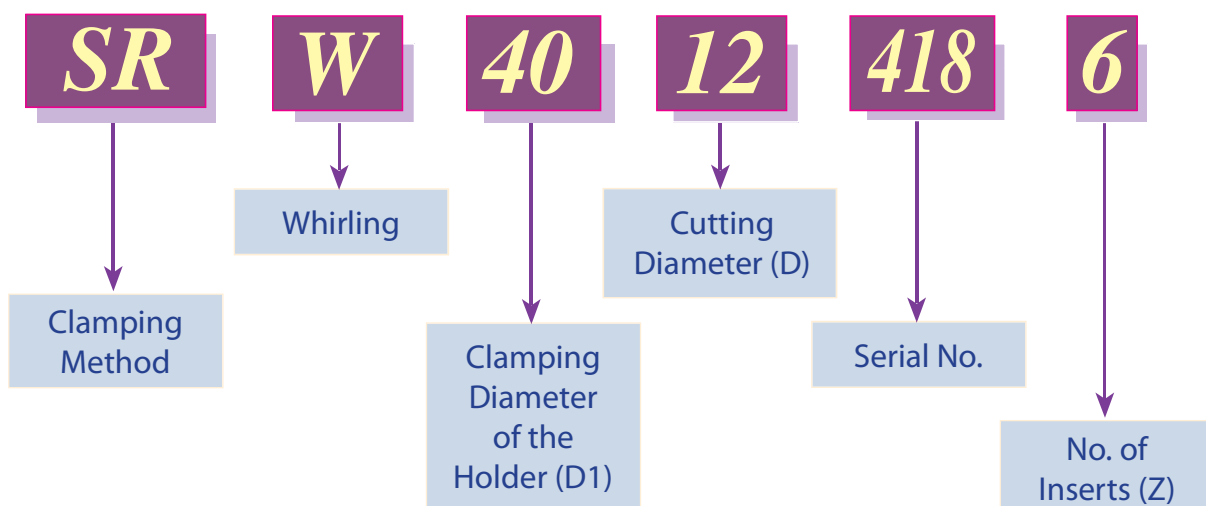 SR W 40 12 418 6
Whirling
Cutting
Diameter (D)
Clamping
Method
Clamping
Diameter
of the
Holder (D1)
Serial No.
No. of
Inserts (Z)